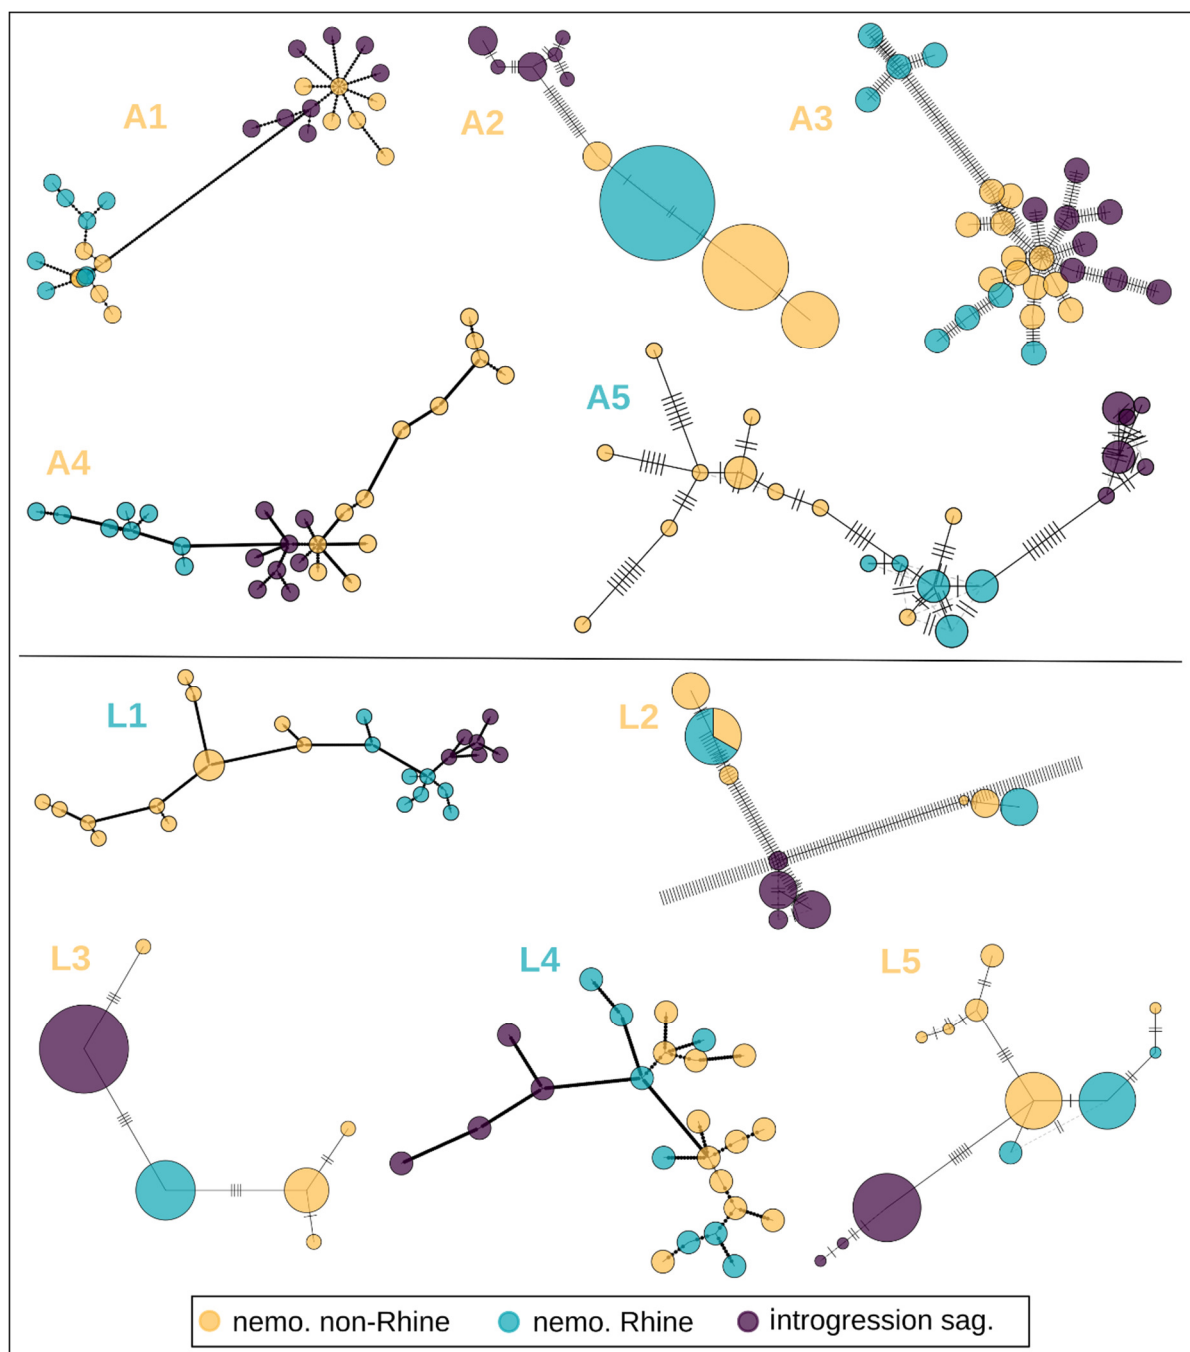 A1
A2
A3
A4
A5
L1
L2
L3
L4
L5
nemo. non-Rhine
nemo. Rhine
introgression sag.